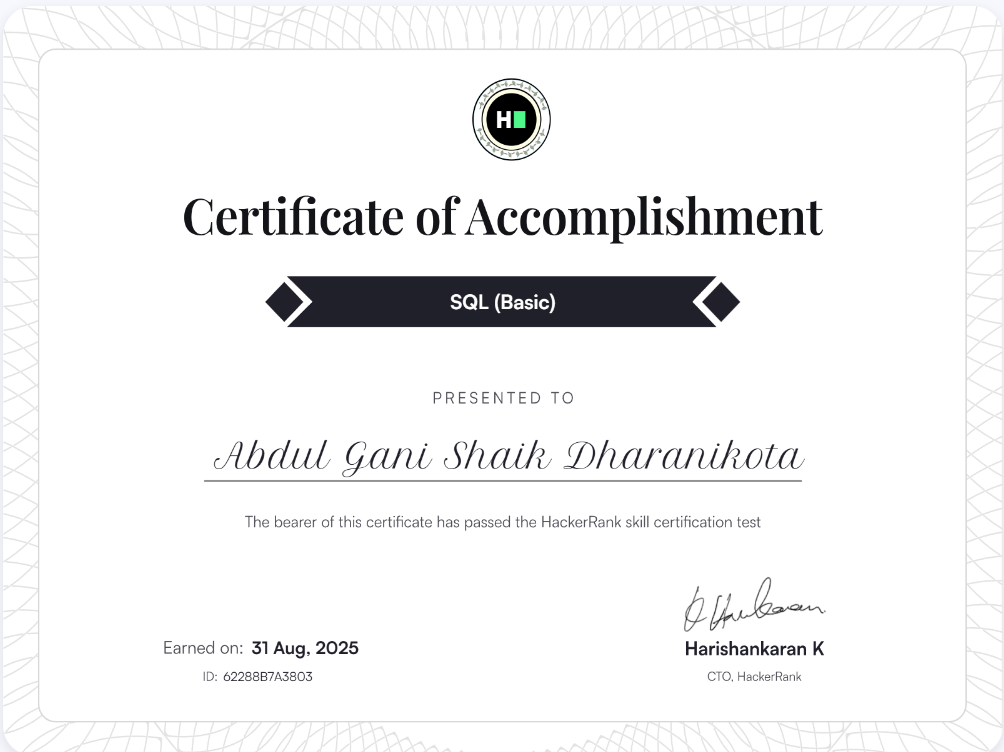 H
Certificate of Accomplishment
SQL (Basic)
PRESENTED TO
Abdul Gani Shaik Dharanikota
The bearer of this certificate has passed the HackerRank skill certification test
Earned on: 31 Aug, 2025
ID: 62288B7A3803
Harishankaran K
CTO, HackerRank